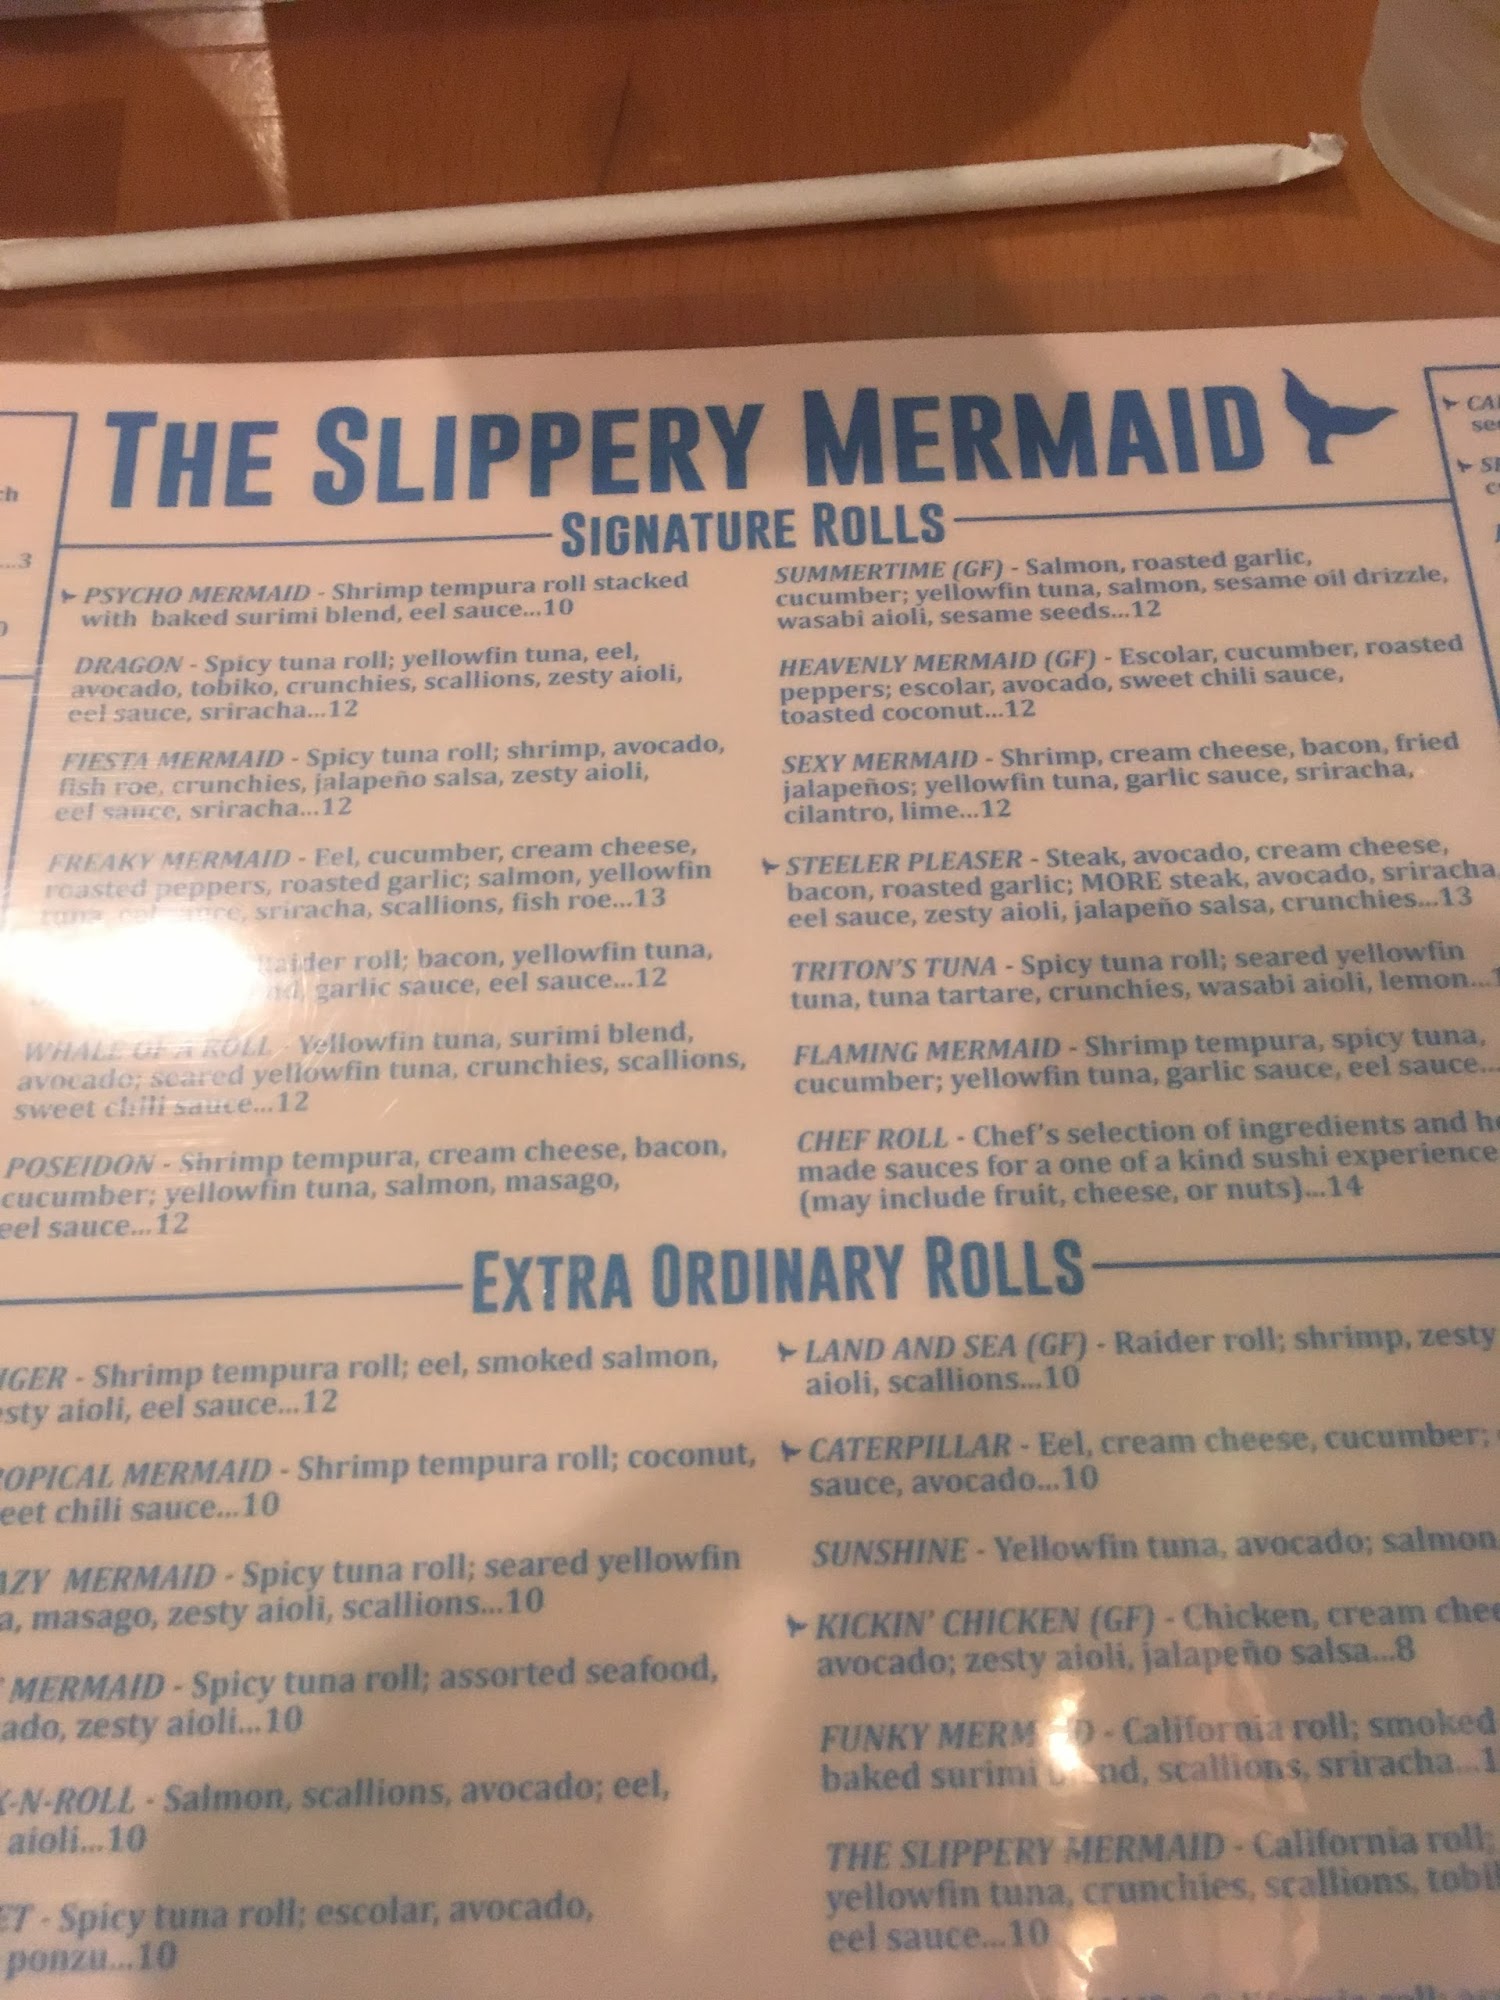 THE SLIPPERY MERMAID
SIGNATURE ROLLS
PSYCHO MERMAID - Shrimp tempura roll stacked
with baked surimi blend, eel sauce...10
DRAGON - Spicy tuna roll; yellowfin tuna, eel,
avocado, tobiko, crunchies, scallions, zesty aioli,
eel sauce, sriracha...12
FIESTA MERMAID - Spicy tuna roll; shrimp, avocado,
fish roe, crunchies, jalapeño salsa, zesty aioli,
eel sauce, sriracha...12
FREAKY MERMAID - Eel, cucumber, cream cheese,
roasted peppers, roasted garlic; salmon, yellowfin
tuna, sriracha, scallions, fish roe...13
roll; bacon, yellowfin tuna,
garlic sauce, eel sauce...12
WHALE OF A ROLL - Yellowfin tuna, surimi blend,
avocado; seared yellowfin tuna, crunchies, scallions,
sweet chili sauce...12
POSEIDON - Shrimp tempura, cream cheese, bacon,
cucumber; yellowfin tuna, salmon, masago,
eel sauce...12
SUMMERTIME (GF) - Salmon, roasted garlic,
cucumber; yellowfin tuna, salmon, sesame oil drizzle,
wasabi aioli, sesame seeds...12
HEAVENLY MERMAID (GF) - Escolar, cucumber, roasted
peppers; escolar, avocado, sweet chili sauce,
toasted coconut...12
SEXY MERMAID - Shrimp, cream cheese, bacon, fried
jalapeños; yellowfin tuna, garlic sauce, sriracha,
cilantro, lime...12
STEELER PLEASER - Steak, avocado, cream cheese,
bacon, roasted garlic; MORE steak, avocado, sriracha,
eel sauce, zesty aioli, jalapeño salsa, crunchies...13
TRITON'S TUNA - Spicy tuna roll; seared yellowfin
tuna, tuna tartare, crunchies, wasabi aioli, lemon...
FLAMING MERMAID - Shrimp tempura, spicy tuna,
cucumber; yellowfin tuna, garlic sauce, eel sauce...
CHEF ROLL - Chef's selection of ingredients and
made sauces for a one of a kind sushi experience
(may include fruit, cheese, or nuts)...14
EXTRA ORDINARY ROLLS
- Shrimp tempura roll; eel, smoked salmon,
aioli, eel sauce...12
MERMAID - Shrimp tempura roll; coconut,
chili sauce...10
MERMAID - Spicy tuna roll; seared yellowfin
masago, zesty aioli, scallions...10
MERMAID - Spicy tuna roll; assorted seafood,
zesty aioli...10
-N-ROLL - Salmon, scallions, avocado; eel,
aioli...10
- Spicy tuna roll; escolar, avocado,
ponzu...10
LAND AND SEA (GF) - Raider roll; shrimp, zesty
aioli, scallions...10
CATERPILLAR - Eel, cream cheese, cucumber;
sauce, avocado...10
SUNSHINE - Yellowfin tuna, avocado; salmon
KICKIN' CHICKEN (GF) - Chicken, cream
avocado; zesty aioli, jalapeño salsa...8
FUNKY MERMAID - California roll; smoked
baked surimi blend, scallions, sriracha...
THE SLIPPERY MERMAID - California roll;
yellowfin tuna, crunchies, scallions,
eel sauce...10